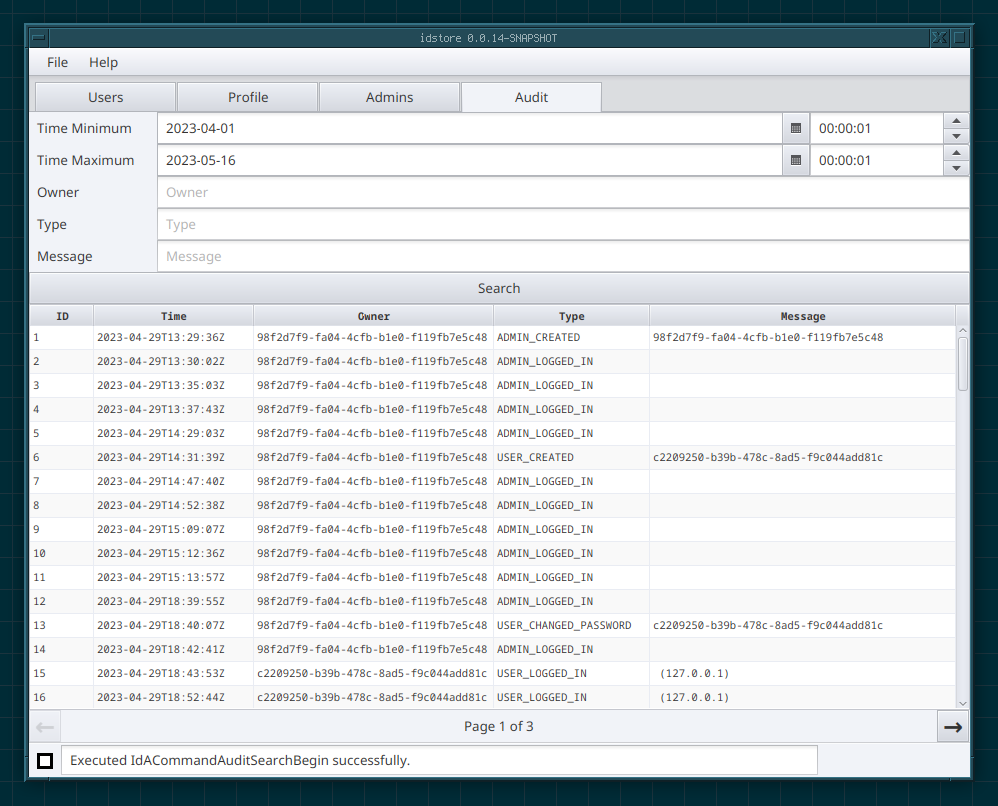 idstore 0.0.14-SNAPSHOT
File Help
Users Profile Admins Audit
Time Minimum 2023-04-01 00:00:01
Time Maximum 2023-05-16 00:00:01
Owner Owner
Type Type
Message Message
Search
ID Time Owner Type Message
1 2023-04-29T13:29:36Z 98f2d7f9-fa04-4cfb-b1e0-f119fb7e5c48 ADMIN_CREATED 98f2d7f9-fa04-4cfb-b1e0-f119fb7e5c48
2 2023-04-29T13:30:02Z 98f2d7f9-fa04-4cfb-b1e0-f119fb7e5c48 ADMIN_LOGGED_IN
3 2023-04-29T13:35:03Z 98f2d7f9-fa04-4cfb-b1e0-f119fb7e5c48 ADMIN_LOGGED_IN
4 2023-04-29T13:37:43Z 98f2d7f9-fa04-4cfb-b1e0-f119fb7e5c48 ADMIN_LOGGED_IN
5 2023-04-29T14:29:03Z 98f2d7f9-fa04-4cfb-b1e0-f119fb7e5c48 ADMIN_LOGGED_IN
6 2023-04-29T14:31:39Z 98f2d7f9-fa04-4cfb-b1e0-f119fb7e5c48 USER_CREATED c2209250-b39b-478c-8ad5-f9c044add81c
7 2023-04-29T14:47:40Z 98f2d7f9-fa04-4cfb-b1e0-f119fb7e5c48 ADMIN_LOGGED_IN
8 2023-04-29T14:52:38Z 98f2d7f9-fa04-4cfb-b1e0-f119fb7e5c48 ADMIN_LOGGED_IN
9 2023-04-29T15:09:07Z 98f2d7f9-fa04-4cfb-b1e0-f119fb7e5c48 ADMIN_LOGGED_IN
10 2023-04-29T15:12:36Z 98f2d7f9-fa04-4cfb-b1e0-f119fb7e5c48 ADMIN_LOGGED_IN
11 2023-04-29T15:13:57Z 98f2d7f9-fa04-4cfb-b1e0-f119fb7e5c48 ADMIN_LOGGED_IN
12 2023-04-29T18:39:55Z 98f2d7f9-fa04-4cfb-b1e0-f119fb7e5c48 ADMIN_LOGGED_IN
13 2023-04-29T18:40:07Z 98f2d7f9-fa04-4cfb-b1e0-f119fb7e5c48 USER_CHANGED_PASSWORD c2209250-b39b-478c-8ad5-f9c044add81c
14 2023-04-29T18:42:41Z 98f2d7f9-fa04-4cfb-b1e0-f119fb7e5c48 ADMIN_LOGGED_IN
15 2023-04-29T18:43:53Z c2209250-b39b-478c-8ad5-f9c044add81c USER_LOGGED_IN (127.0.0.1)
16 2023-04-29T18:52:44Z c2209250-b39b-478c-8ad5-f9c044add81c USER_LOGGED_IN (127.0.0.1)
Page 1 of 3
Executed IdACommandAuditSearchBegin successfully.